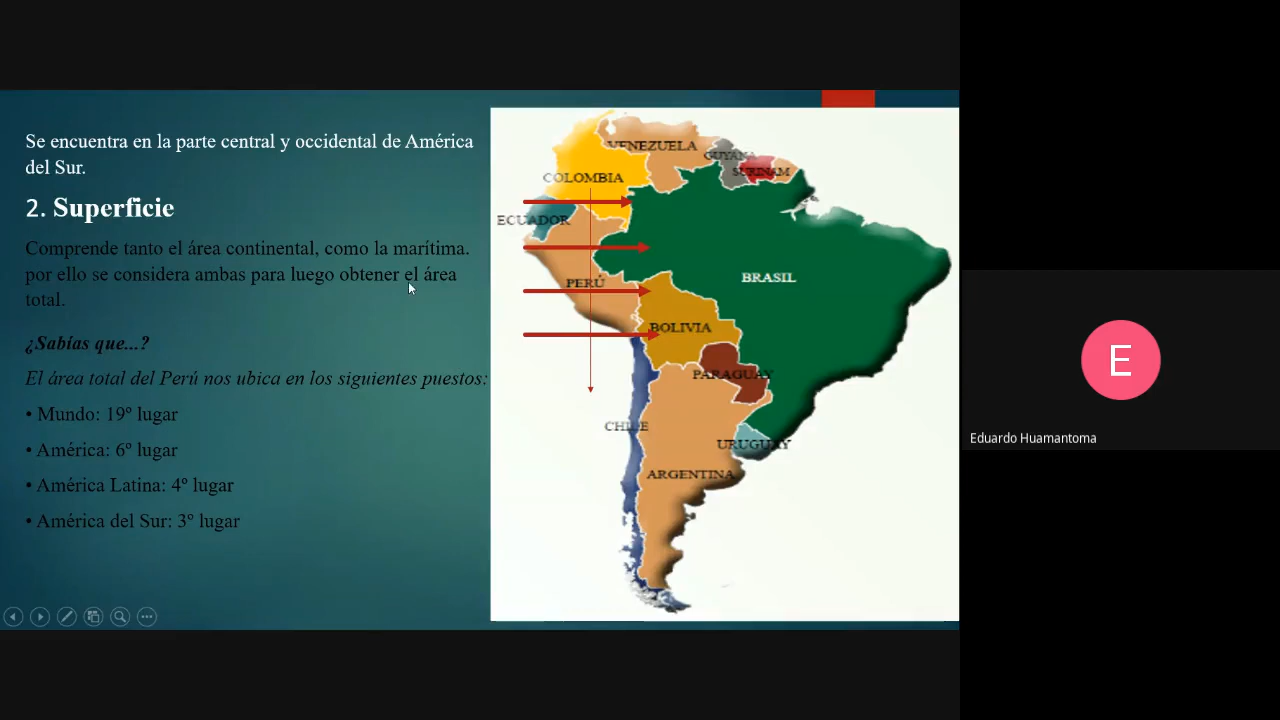 Se encuentra en la parte central y occidental de América
del Sur.
2. Superficie
Comprende tanto el área continental, como la marítima.
por ello se considera ambas para luego obtener el área
total.
¿Sabías que...?
El área total del Perú nos ubica en los siguientes puestos:
• Mundo: 19º lugar
• América: 6º lugar
• América Latina: 4º lugar
• América del Sur: 3º lugar
VENEZUELA
GUYANA
SURINAM
COLOMBIA
ECUADOR
PERÚ
BRASIL
BOLIVIA
PARAGUAY
CHILE
URUGUAY
ARGENTINA
E
Eduardo Huamantoma